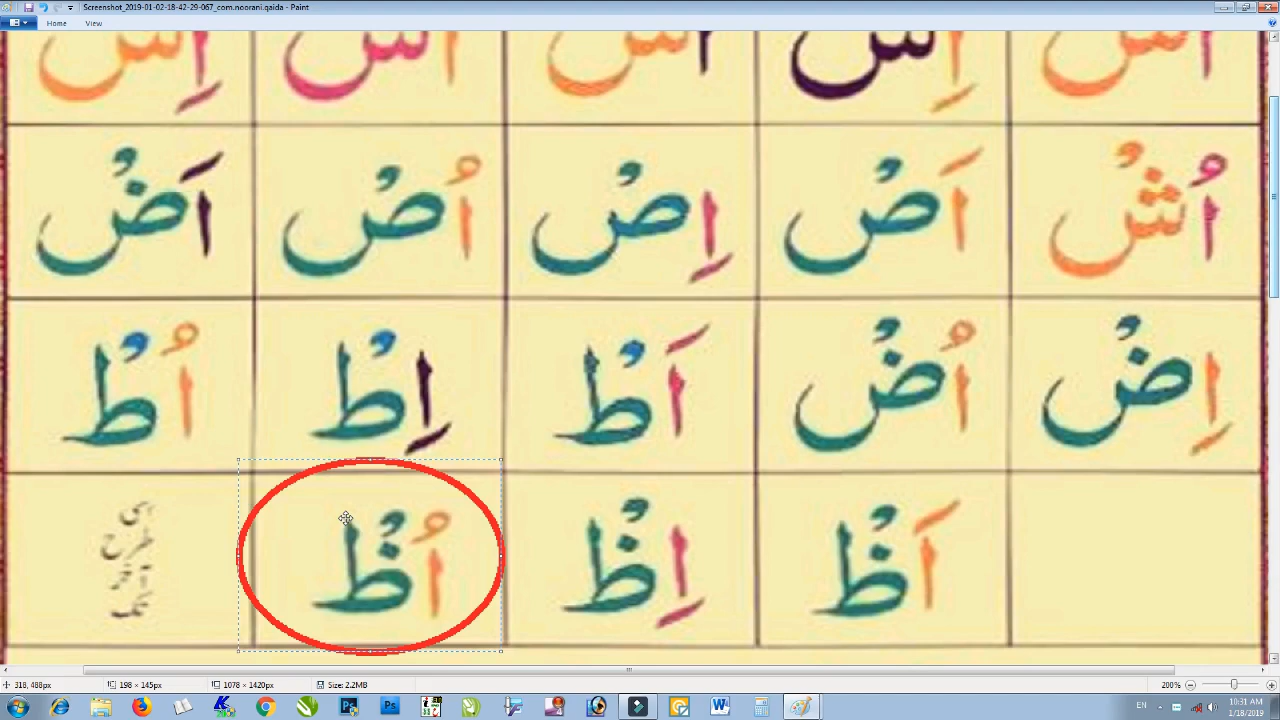 Screenshot_2019-01-02-18-42-29-067_com.noorani.qaida - Paint
Home View
اُشْ اَصْ اِصْ اُصْ اَضْ
اِضْ اُضْ اَطْ اِطْ اُطْ
اَظْ اِظْ اُظْ
اسی
طرح
آخر
تک
318, 488px 198 × 145px 1078 × 1420px Size: 2.2MB 200%
EN 10:31 AM
1/18/2019